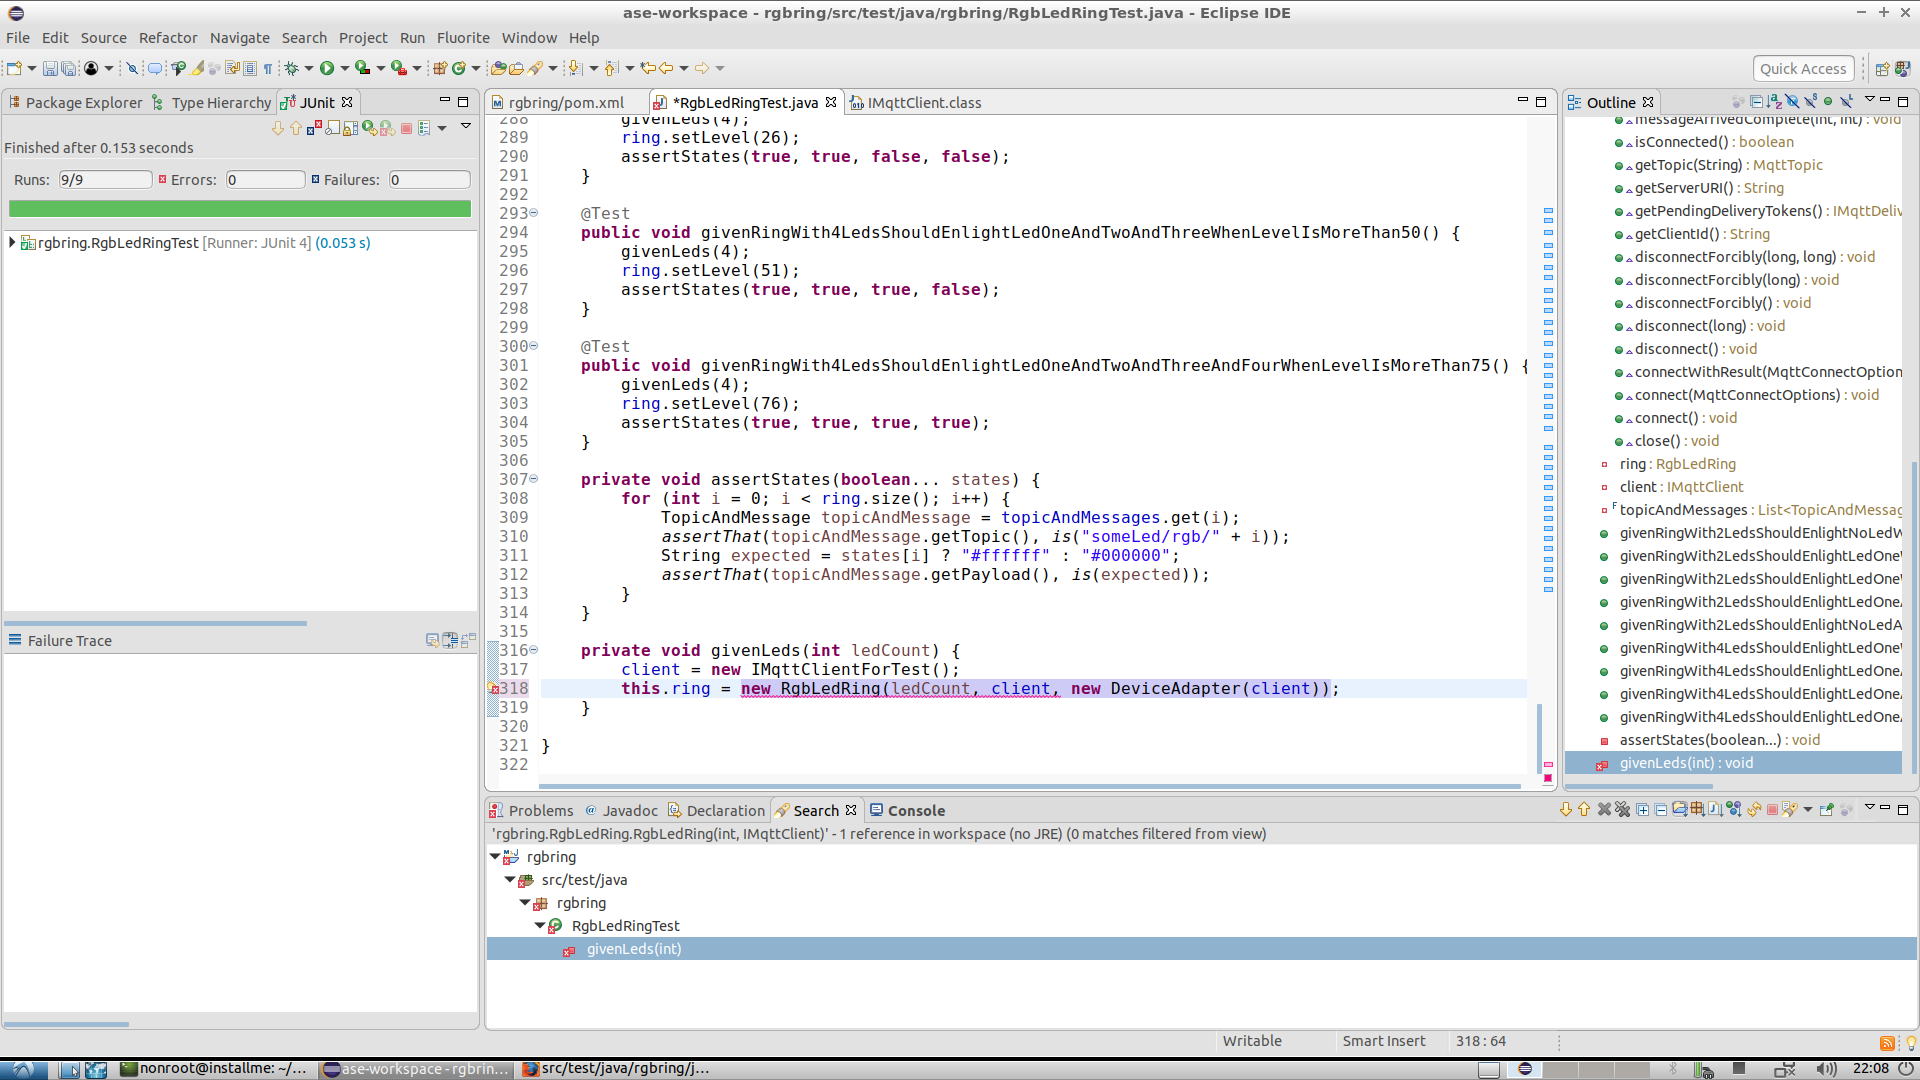 ase-workspace - rgbring/src/test/java/rgbring/RgbLedRingTest.java - Eclipse IDE
File Edit Source Refactor Navigate Search Project Run Fluorite Window Help
Quick Access
Package Explorer Type Hierarchy JUnit
Finished after 0.153 seconds
Runs: 9/9 Errors: 0 Failures: 0
rgbring.RgbLedRingTest [Runner: JUnit 4] (0.053 s)
Failure Trace
rgbring/pom.xml *RgbLedRingTest.java IMqttClient.class
288 givenLeds(4);
289 ring.setLevel(26);
290 assertStates(true, true, false, false);
291 }
292
293 @Test
294 public void givenRingWith4LedsShouldEnlightLedOneAndTwoAndThreeWhenLevelIsMoreThan50() {
295 givenLeds(4);
296 ring.setLevel(51);
297 assertStates(true, true, true, false);
298 }
299
300 @Test
301 public void givenRingWith4LedsShouldEnlightLedOneAndTwoAndThreeAndFourWhenLevelIsMoreThan75() {
302 givenLeds(4);
303 ring.setLevel(76);
304 assertStates(true, true, true, true);
305 }
306
307 private void assertStates(boolean... states) {
308 for (int i = 0; i < ring.size(); i++) {
309 TopicAndMessage topicAndMessage = topicAndMessages.get(i);
310 assertThat(topicAndMessage.getTopic(), is("someLed/rgb/" + i));
311 String expected = states[i] ? "#ffffff" : "#000000";
312 assertThat(topicAndMessage.getPayload(), is(expected));
313 }
314 }
315
316 private void givenLeds(int ledCount) {
317 client = new IMqttClientForTest();
318 this.ring = new RgbLedRing(ledCount, client, new DeviceAdapter(client));
319 }
320
321 }
322
Outline
messageArrivedComplete(int, int) : void
isConnected() : boolean
getTopic(String) : MqttTopic
getServerURI() : String
getPendingDeliveryTokens() : IMqttDeliv
getClientId() : String
disconnectForcibly(long, long) : void
disconnectForcibly(long) : void
disconnectForcibly() : void
disconnect(long) : void
disconnect() : void
connectWithResult(MqttConnectOption
connect(MqttConnectOptions) : void
connect() : void
close() : void
ring : RgbLedRing
client : IMqttClient
topicAndMessages : List<TopicAndMessag
givenRingWith2LedsShouldEnlightNoLedW
givenRingWith2LedsShouldEnlightLedOne
givenRingWith2LedsShouldEnlightLedOne
givenRingWith2LedsShouldEnlightLedOne
givenRingWith2LedsShouldEnlightNoLedA
givenRingWith4LedsShouldEnlightLedOne
givenRingWith4LedsShouldEnlightLedOne
givenRingWith4LedsShouldEnlightLedOne
givenRingWith4LedsShouldEnlightLedOne
assertStates(boolean...) : void
givenLeds(int) : void
Problems Javadoc Declaration Search Console
'rgbring.RgbLedRing.RgbLedRing(int, IMqttClient)' - 1 reference in workspace (no JRE) (0 matches filtered from view)
rgbring
src/test/java
rgbring
RgbLedRingTest
givenLeds(int)
Writable Smart Insert 318 : 64
nonroot@installme: ~/... ase-workspace - rgbrin... src/test/java/rgbring/j... 22:08